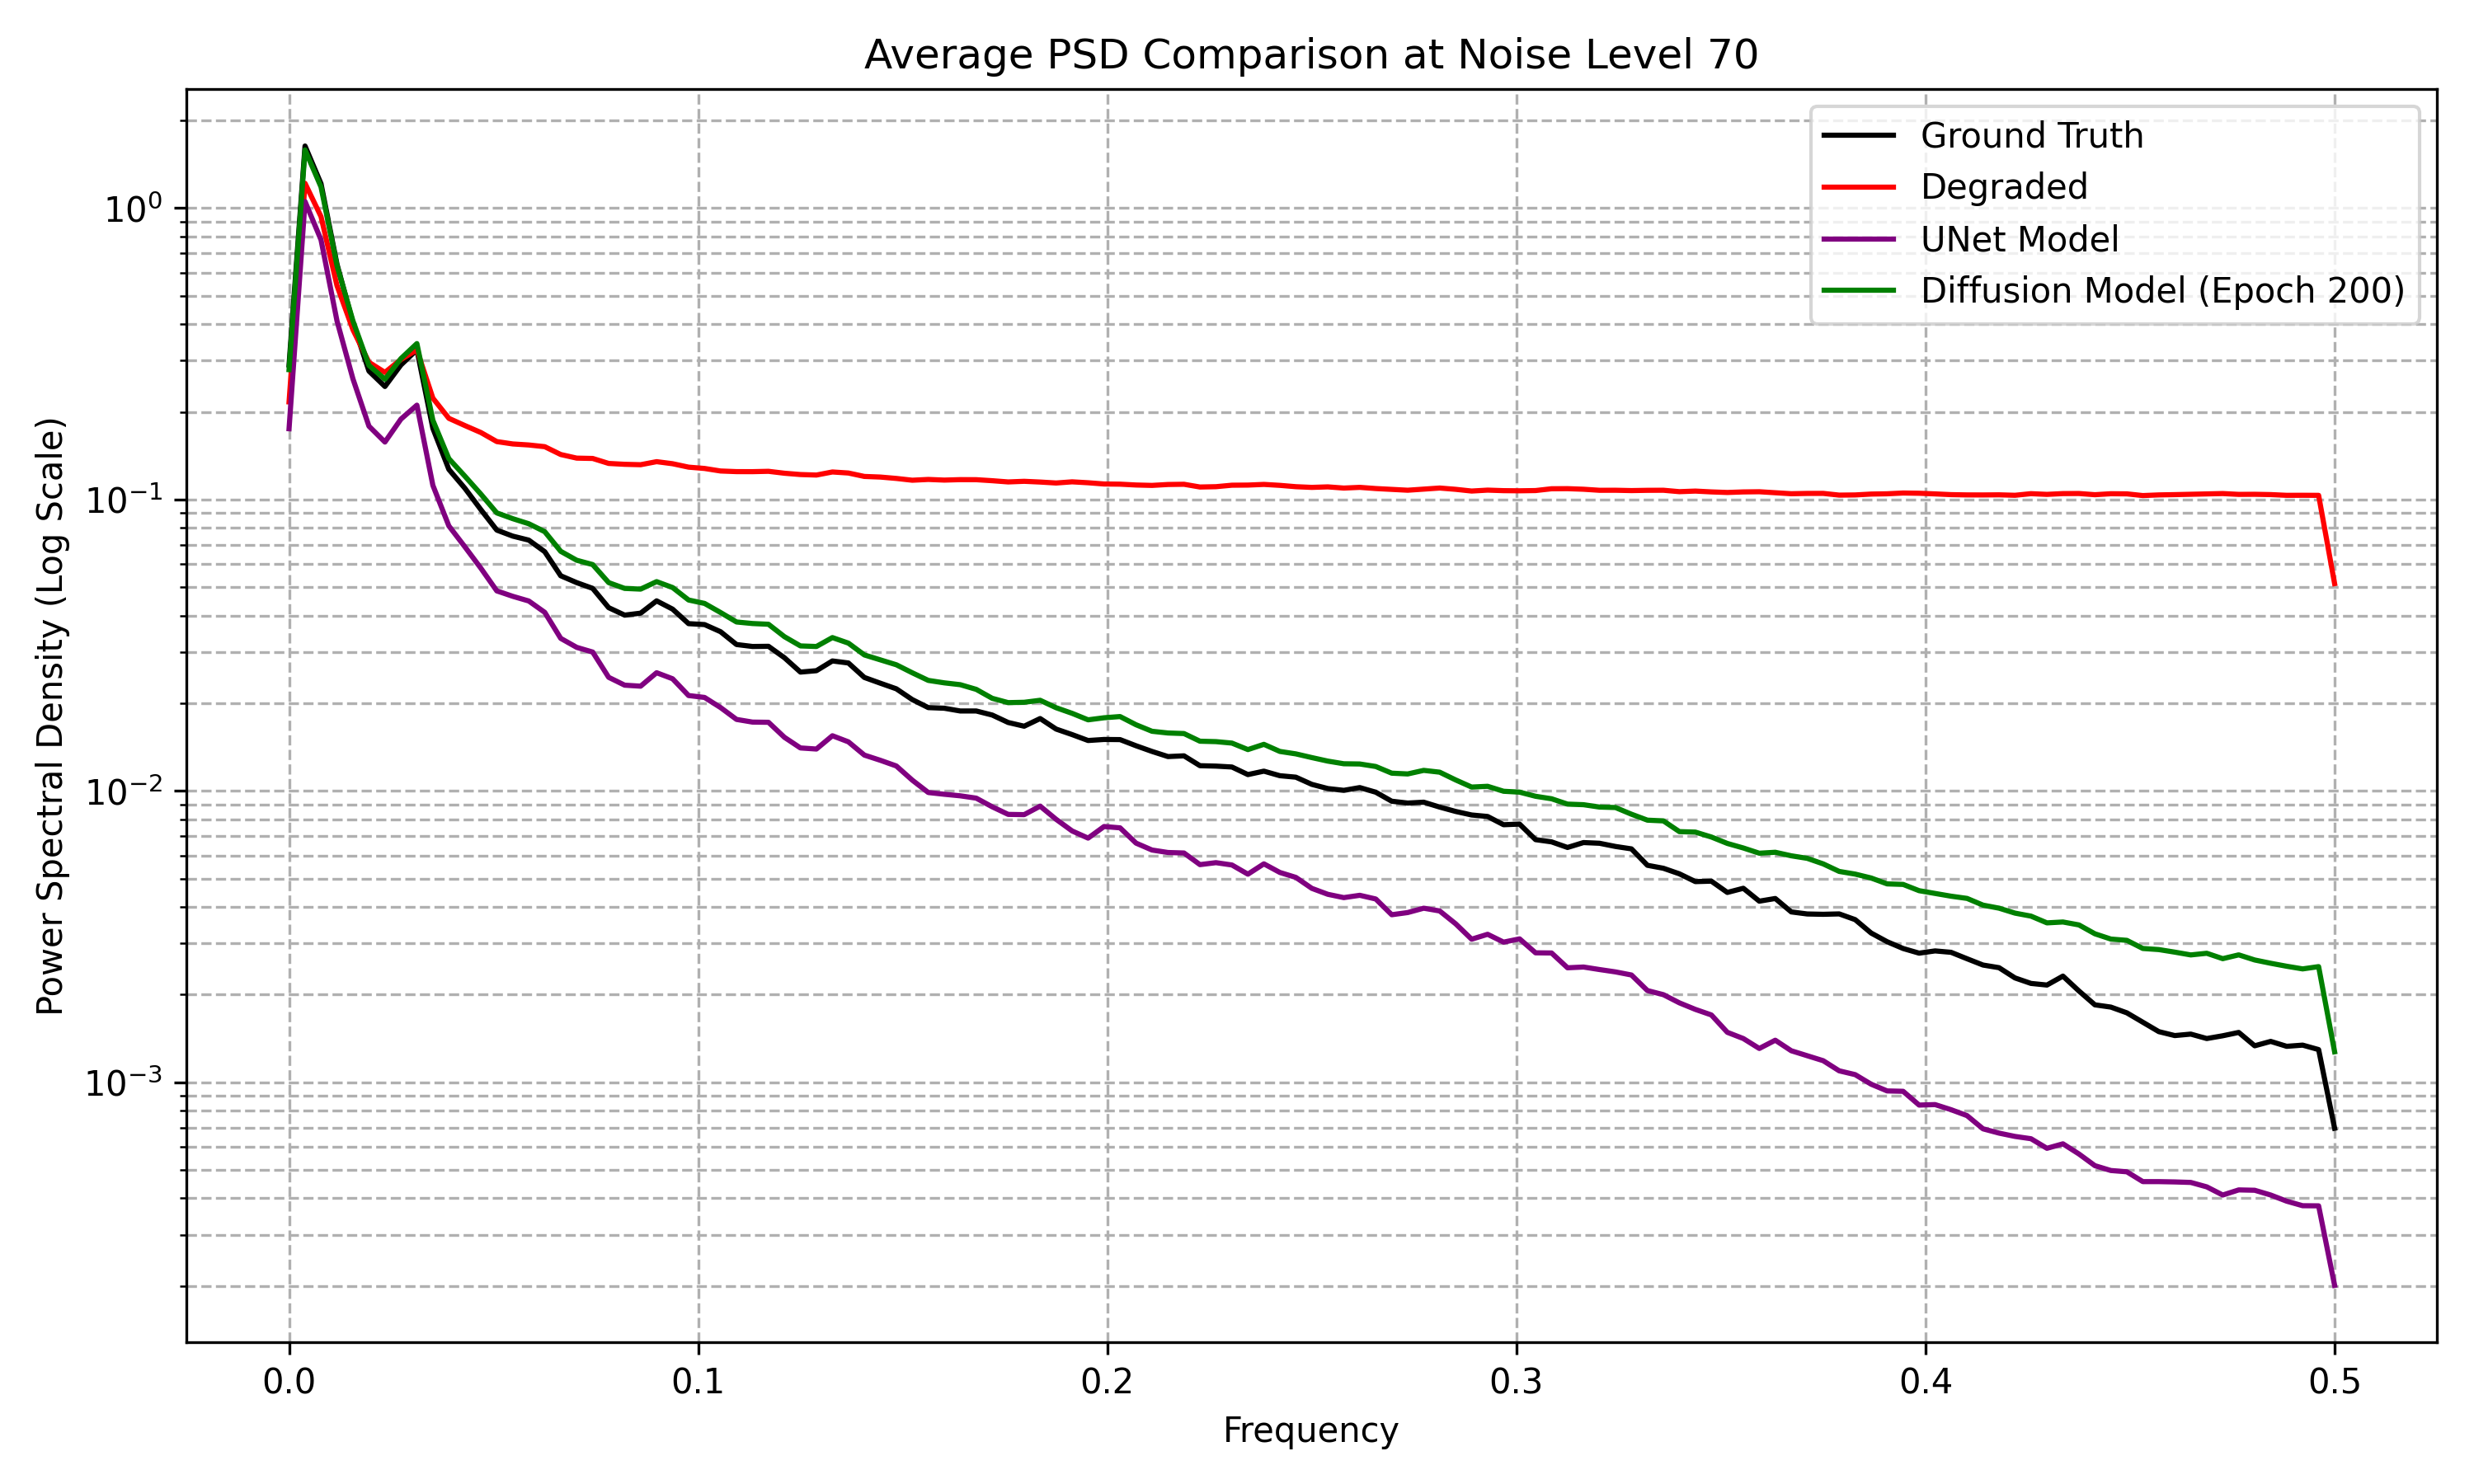 Average PSD Comparison at Noise Level 70
Ground Truth
Degraded
UNet Model
Diffusion Model (Epoch 200)
Power Spectral Density (Log Scale)
10⁰
10⁻¹
10⁻²
10⁻³
0.0 0.1 0.2 0.3 0.4 0.5
Frequency